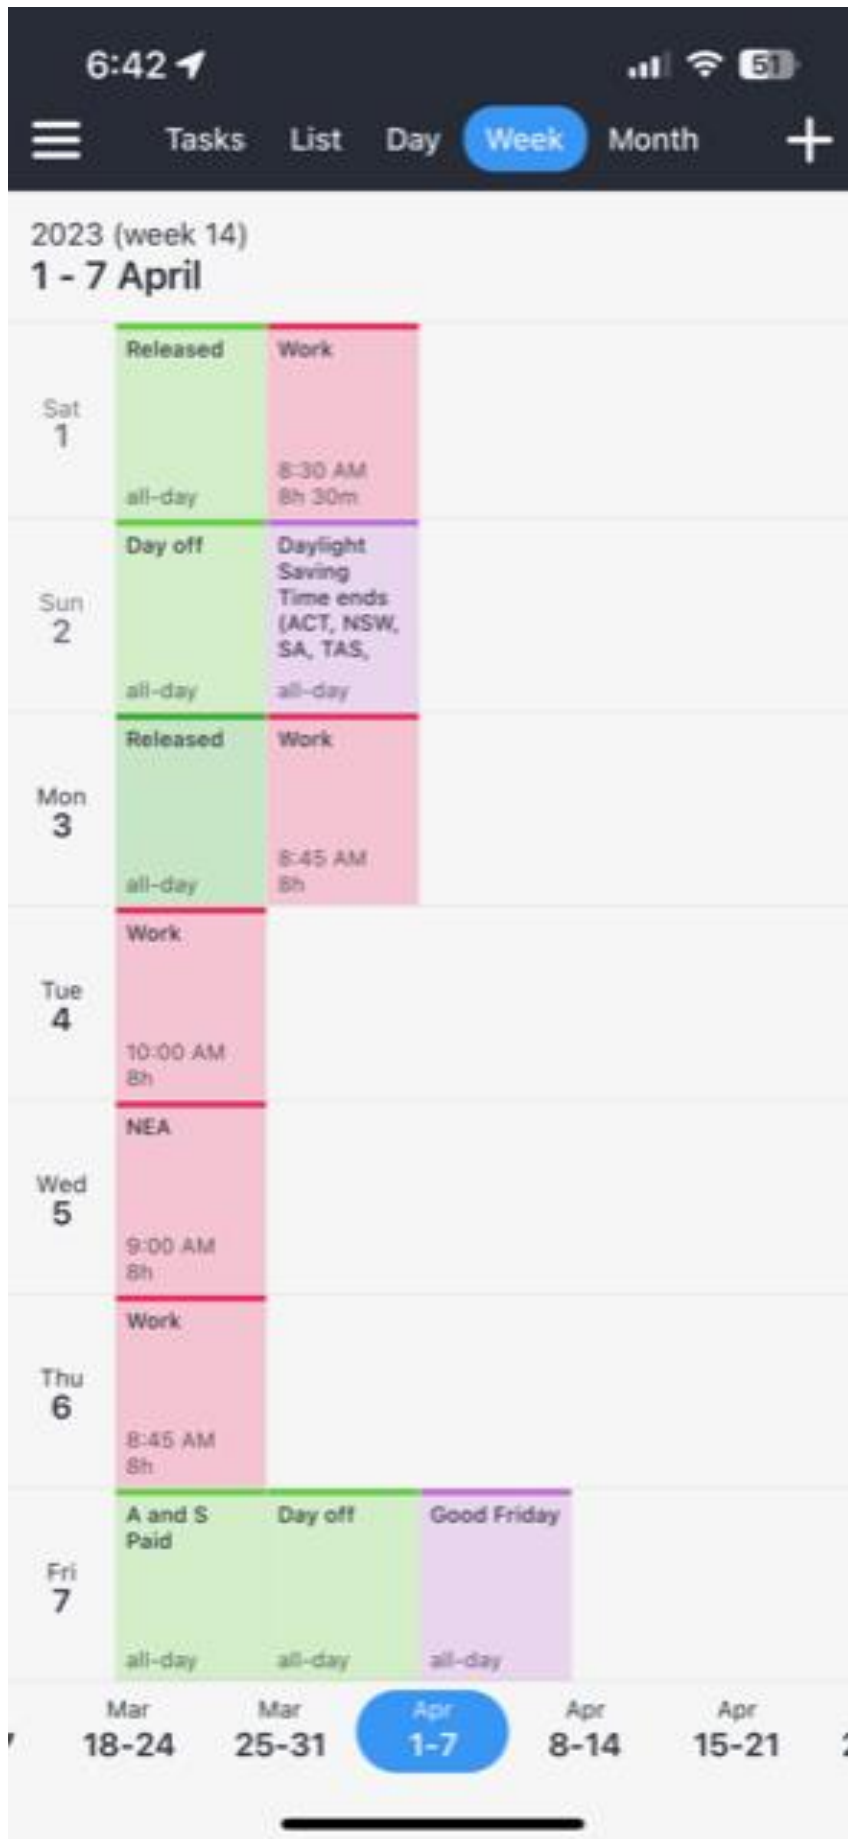 6:42
51
Tasks List Day Week Month
2023 (week 14)
1 - 7 April
Sat
1
Released
all-day
Work
8:30 AM
8h 30m
Sun
2
Day off
all-day
Daylight
Saving
Time ends
(ACT, NSW,
SA, TAS,
all-day
Mon
3
Released
all-day
Work
8:45 AM
8h
Tue
4
Work
10:00 AM
8h
Wed
5
NEA
9:00 AM
8h
Thu
6
Work
8:45 AM
8h
Fri
7
A and S
Paid
all-day
Day off
all-day
Good Friday
all-day
Mar
18-24
Mar
25-31
Apr
1-7
Apr
8-14
Apr
15-21